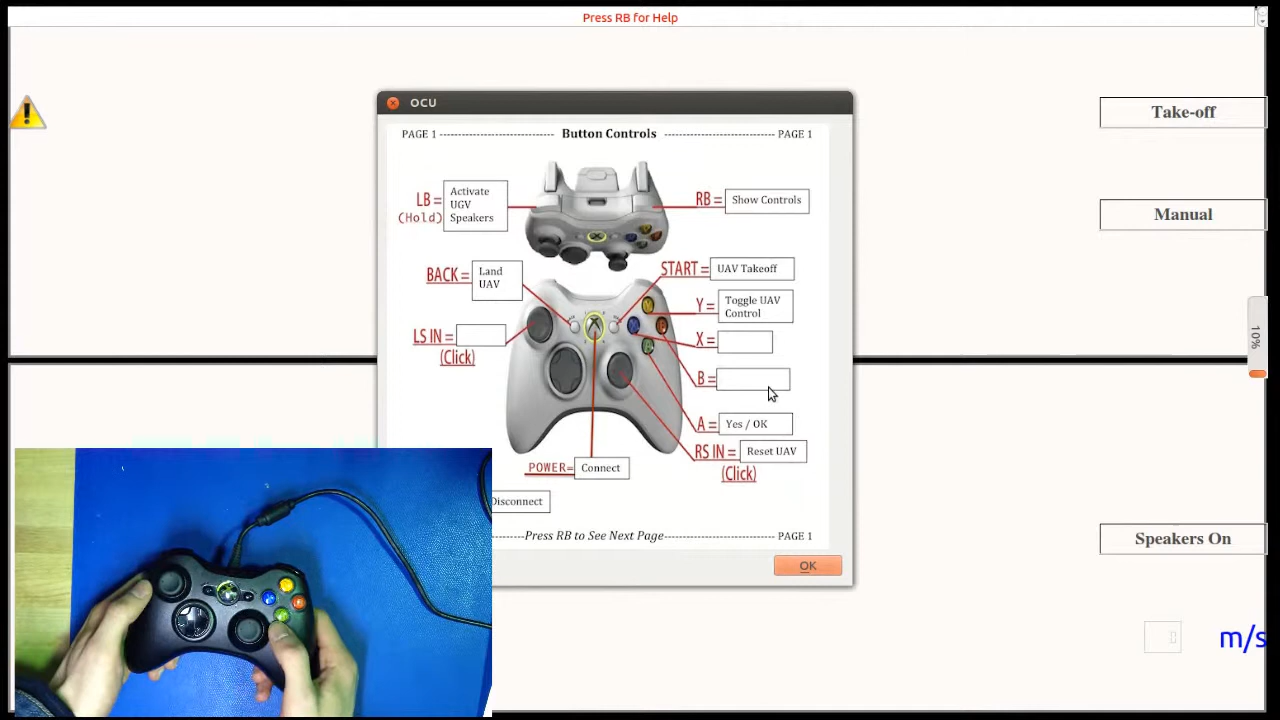 Press RB for Help
OCU
PAGE 1 ---------------------------- Button Controls ---------------------------- PAGE 1
LB = Activate
UGV
(Hold) Speakers
RB = Show Controls
BACK = Land
UAV
START = UAV Takeoff
Y = Toggle UAV
Control
LS IN =
(Click)
X =
B =
A = Yes / OK
RS IN = Reset UAV
(Click)
POWER= Connect
Disconnect
-------Press RB to See Next Page-------------------------- PAGE 1
OK
Take-off
Manual
10%
Speakers On
m/s